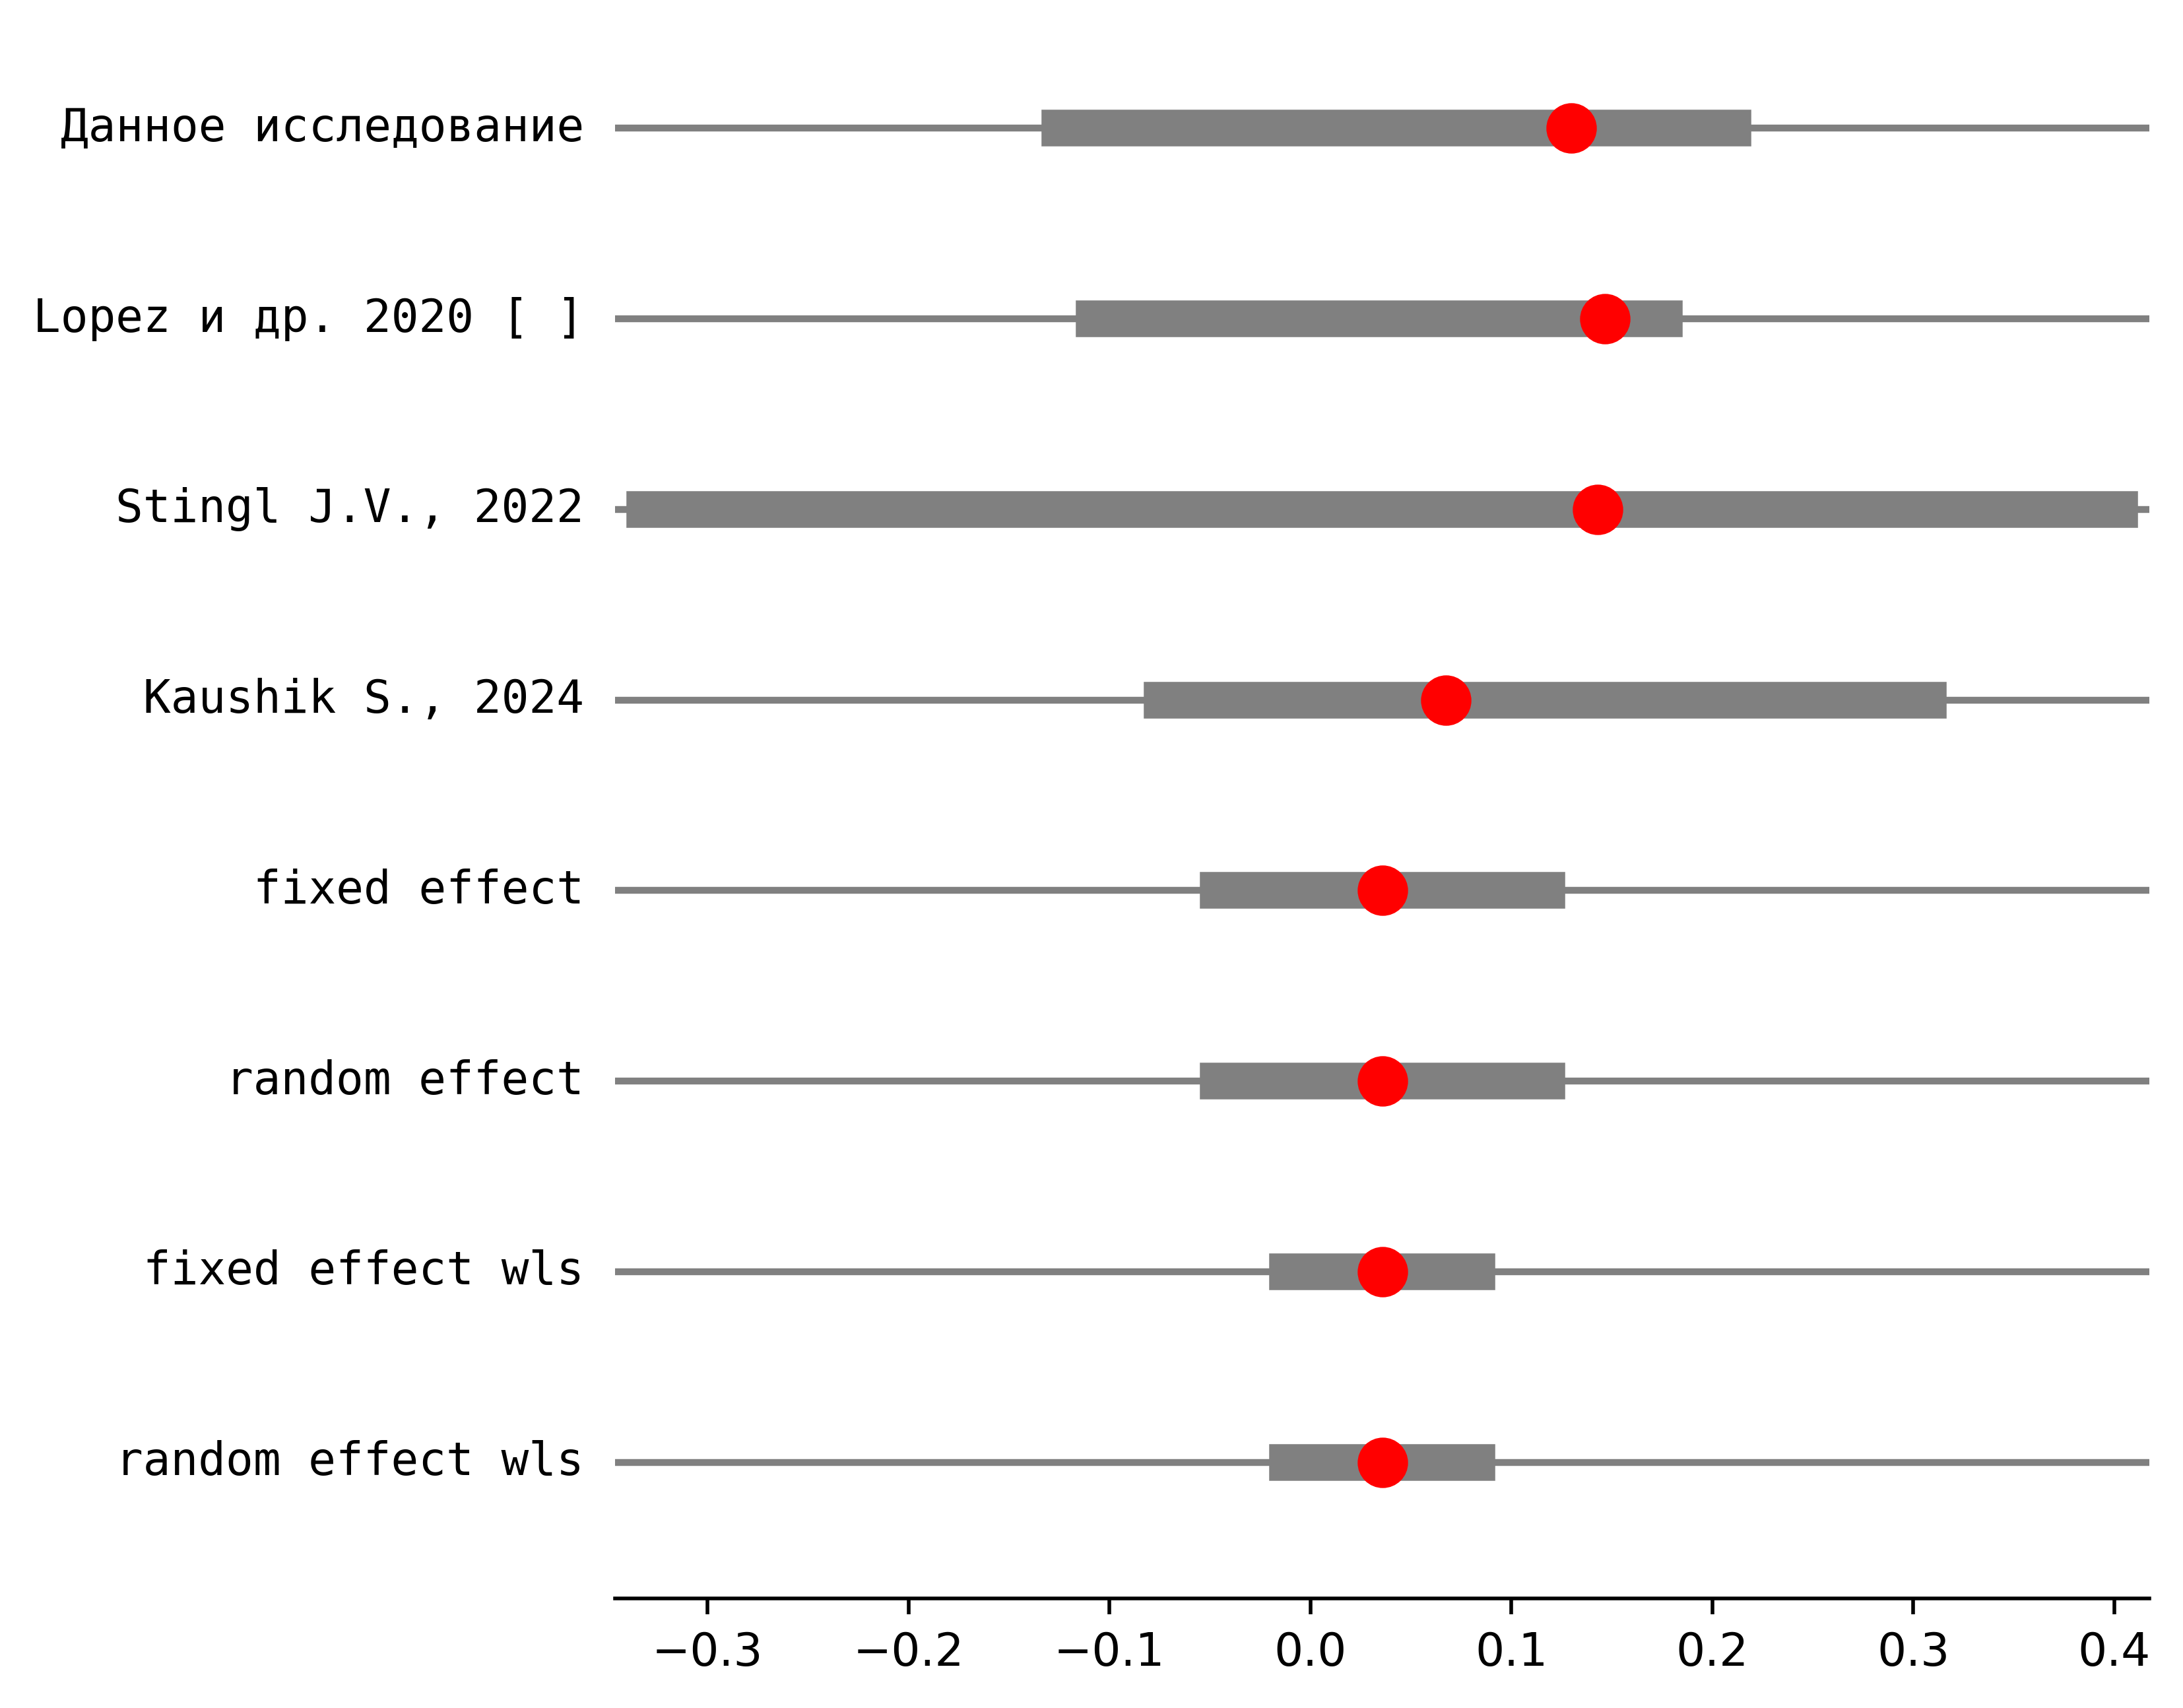 Данное исследование
Lopez и др. 2020 [ ]
Stingl J.V., 2022
Kaushik S., 2024
fixed effect
random effect
fixed effect wls
random effect wls
−0.3 −0.2 −0.1 0.0 0.1 0.2 0.3 0.4